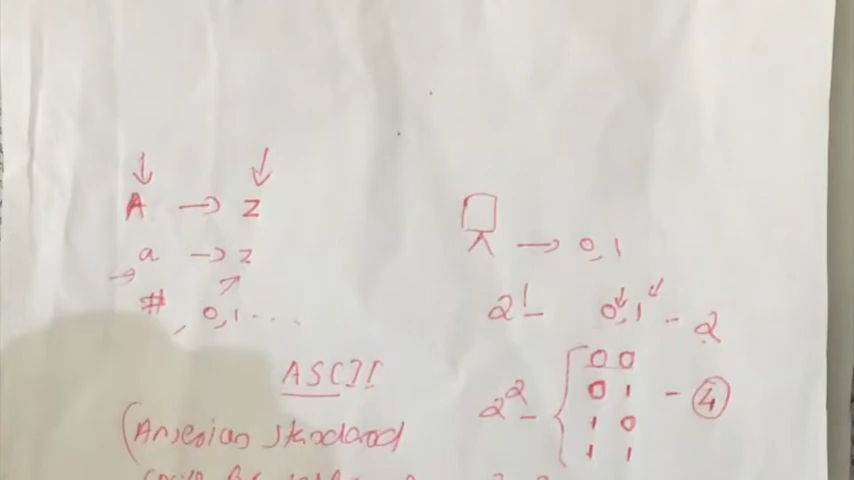 A → Z
a → z
#, 0,1 ....
ASCII
(American Standard
→ 0,1
2¹ – 0,1 – 2
2² – { 0 0
0 1 – 4
1 0
1 1